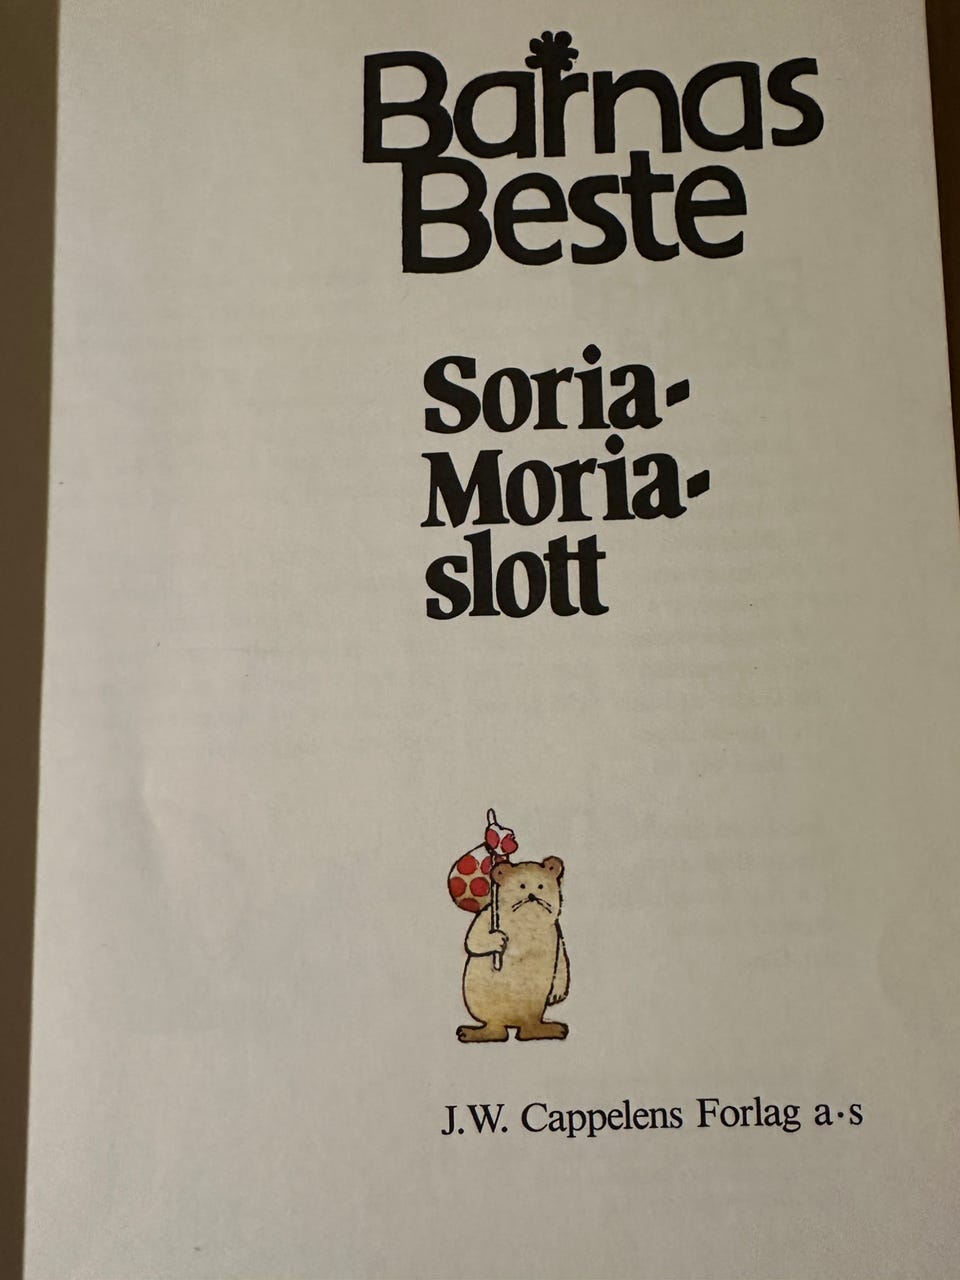 Barnas
Beste
Soria-
Moria-
slott
J.W. Cappelens Forlag a·s